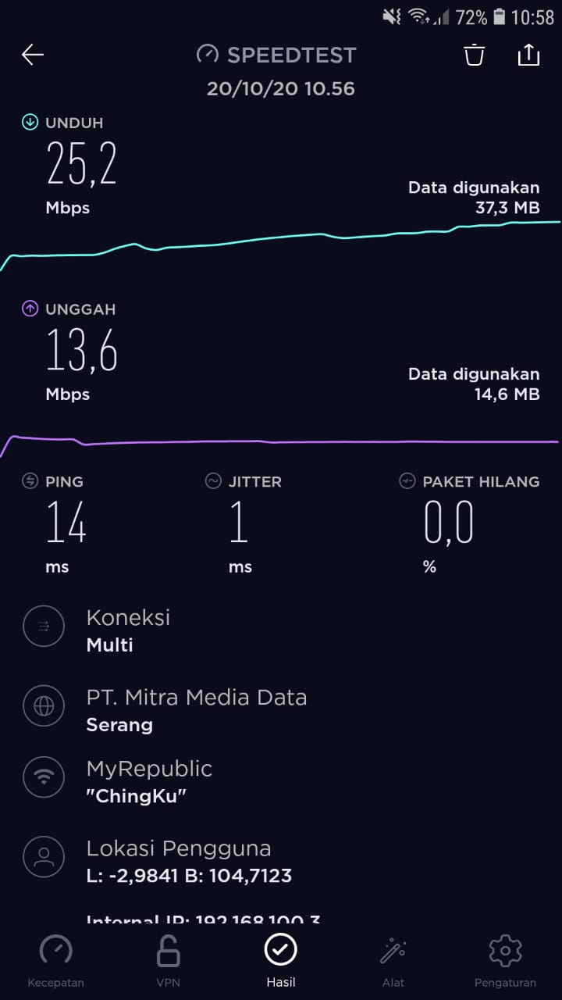 72% 10:58
SPEEDTEST
20/10/20 10.56
UNDUH
25,2
Mbps
Data digunakan
37,3 MB
UNGGAH
13,6
Mbps
Data digunakan
14,6 MB
PING
14
ms
JITTER
1
ms
PAKET HILANG
0,0
%
Koneksi
Multi
PT. Mitra Media Data
Serang
MyRepublic
"ChingKu"
Lokasi Pengguna
L: -2,9841 B: 104,7123
Internal IP: 192.168.100.3
Kecepatan
VPN
Hasil
Alat
Pengaturan